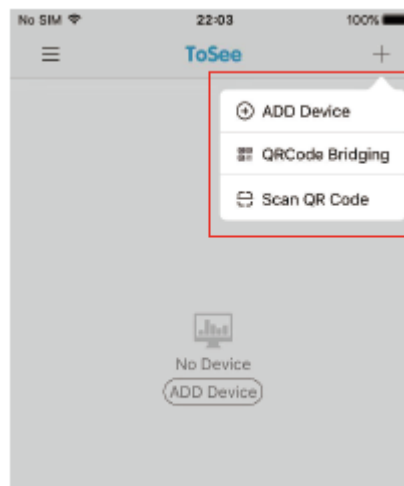 No SIM 22:03 100%
ToSee
ADD Device
QRCode Bridging
Scan QR Code
No Device
ADD Device